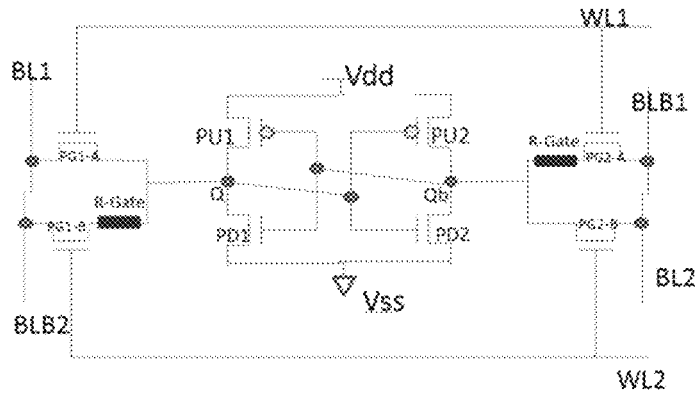 WL1
BL1
Vdd
BLB1
PU1
PU2
R-Gate
PG1-A
PG2-A
Q
Qb
R-Gate
PG1-B
PD1
PD2
PG2-B
BL2
Vss
BLB2
WL2